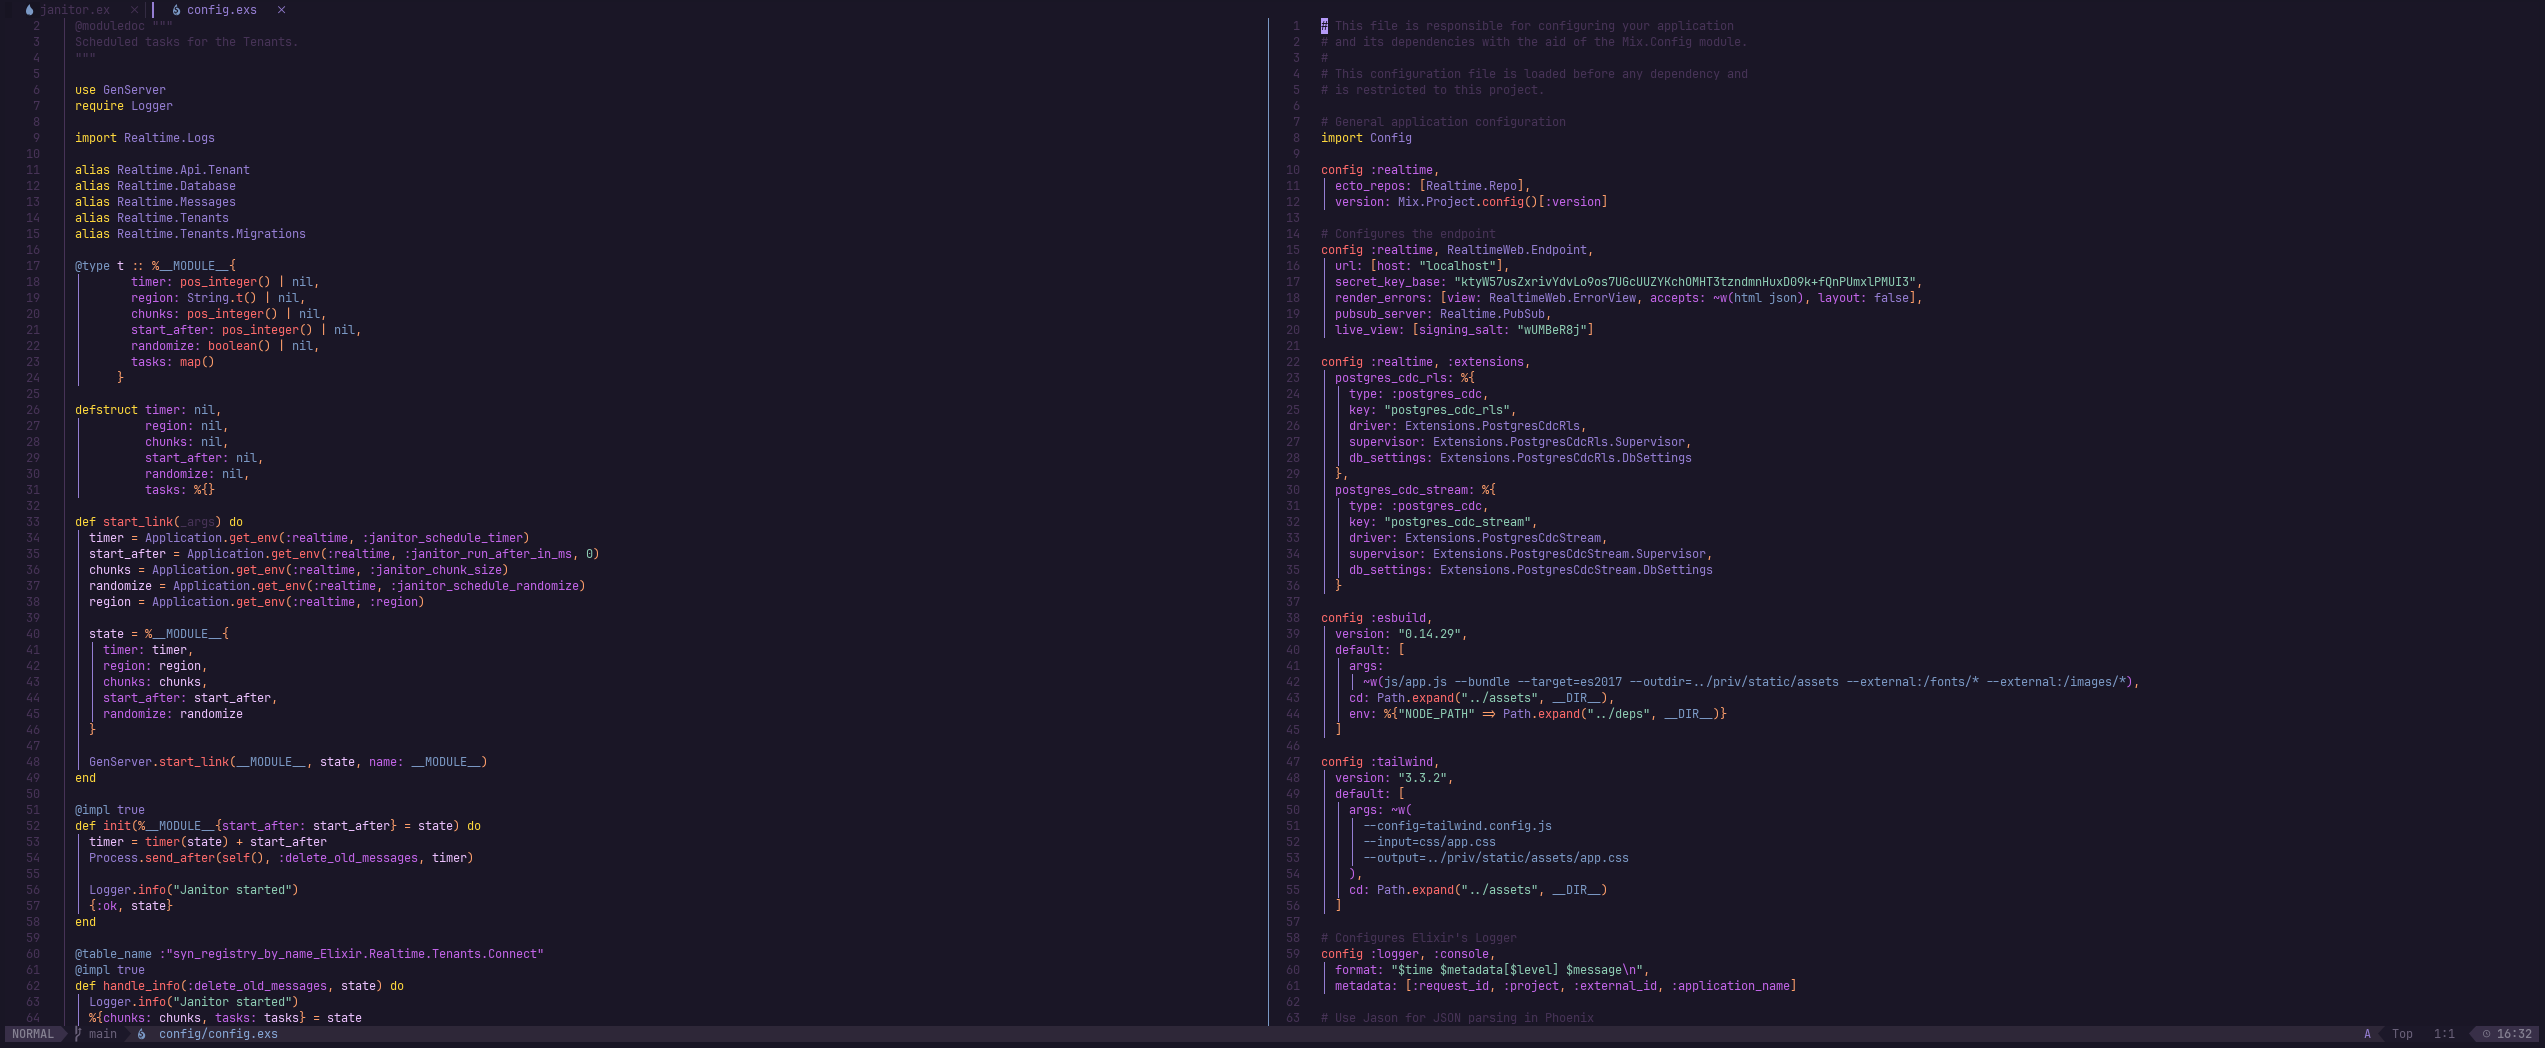 janitor.ex × config.exs ×
2 @moduledoc """
3 Scheduled tasks for the Tenants.
4 """
5
6 use GenServer
7 require Logger
8
9 import Realtime.Logs
10
11 alias Realtime.Api.Tenant
12 alias Realtime.Database
13 alias Realtime.Messages
14 alias Realtime.Tenants
15 alias Realtime.Tenants.Migrations
16
17 @type t :: %__MODULE__{
18 timer: pos_integer() | nil,
19 region: String.t() | nil,
20 chunks: pos_integer() | nil,
21 start_after: pos_integer() | nil,
22 randomize: boolean() | nil,
23 tasks: map()
24 }
25
26 defstruct timer: nil,
27 region: nil,
28 chunks: nil,
29 start_after: nil,
30 randomize: nil,
31 tasks: %{}
32
33 def start_link(_args) do
34 timer = Application.get_env(:realtime, :janitor_schedule_timer)
35 start_after = Application.get_env(:realtime, :janitor_run_after_in_ms, 0)
36 chunks = Application.get_env(:realtime, :janitor_chunk_size)
37 randomize = Application.get_env(:realtime, :janitor_schedule_randomize)
38 region = Application.get_env(:realtime, :region)
39
40 state = %__MODULE__{
41 timer: timer,
42 region: region,
43 chunks: chunks,
44 start_after: start_after,
45 randomize: randomize
46 }
47
48 GenServer.start_link(__MODULE__, state, name: __MODULE__)
49 end
50
51 @impl true
52 def init(%__MODULE__{start_after: start_after} = state) do
53 timer = timer(state) + start_after
54 Process.send_after(self(), :delete_old_messages, timer)
55
56 Logger.info("Janitor started")
57 {:ok, state}
58 end
59
60 @table_name :"syn_registry_by_name_Elixir.Realtime.Tenants.Connect"
61 @impl true
62 def handle_info(:delete_old_messages, state) do
63 Logger.info("Janitor started")
64 %{chunks: chunks, tasks: tasks} = state
1 # This file is responsible for configuring your application
2 # and its dependencies with the aid of the Mix.Config module.
3 #
4 # This configuration file is loaded before any dependency and
5 # is restricted to this project.
6
7 # General application configuration
8 import Config
9
10 config :realtime,
11 ecto_repos: [Realtime.Repo],
12 version: Mix.Project.config()[:version]
13
14 # Configures the endpoint
15 config :realtime, RealtimeWeb.Endpoint,
16 url: [host: "localhost"],
17 secret_key_base: "ktyW57usZxrivYdvLo9os7UGcUUZYKchOMHT3tzndmnHuxD09k+fQnPUmxlPMUI3",
18 render_errors: [view: RealtimeWeb.ErrorView, accepts: ~w(html json), layout: false],
19 pubsub_server: Realtime.PubSub,
20 live_view: [signing_salt: "wUMBeR8j"]
21
22 config :realtime, :extensions,
23 postgres_cdc_rls: %{
24 type: :postgres_cdc,
25 key: "postgres_cdc_rls",
26 driver: Extensions.PostgresCdcRls,
27 supervisor: Extensions.PostgresCdcRls.Supervisor,
28 db_settings: Extensions.PostgresCdcRls.DbSettings
29 },
30 postgres_cdc_stream: %{
31 type: :postgres_cdc,
32 key: "postgres_cdc_stream",
33 driver: Extensions.PostgresCdcStream,
34 supervisor: Extensions.PostgresCdcStream.Supervisor,
35 db_settings: Extensions.PostgresCdcStream.DbSettings
36 }
37
38 config :esbuild,
39 version: "0.14.29",
40 default: [
41 args:
42 ~w(js/app.js --bundle --target=es2017 --outdir=../priv/static/assets --external:/fonts/* --external:/images/*),
43 cd: Path.expand("../assets", __DIR__),
44 env: %{"NODE_PATH" => Path.expand("../deps", __DIR__)}
45 ]
46
47 config :tailwind,
48 version: "3.3.2",
49 default: [
50 args: ~w(
51 --config=tailwind.config.js
52 --input=css/app.css
53 --output=../priv/static/assets/app.css
54 ),
55 cd: Path.expand("../assets", __DIR__)
56 ]
57
58 # Configures Elixir's Logger
59 config :logger, :console,
60 format: "$time $metadata[$level] $message\n",
61 metadata: [:request_id, :project, :external_id, :application_name]
62
63 # Use Jason for JSON parsing in Phoenix
NORMAL main config/config.exs A Top 1:1 16:32